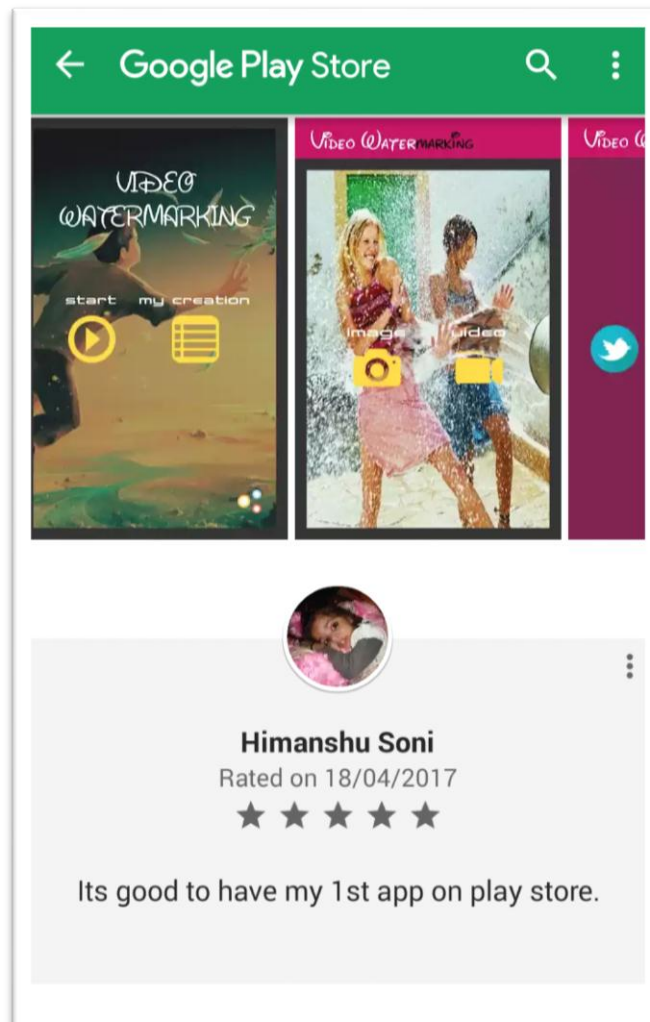 Google Play Store
VIDEO
WATERMARKING
start my creation
VIDEO WATERMARKING
image video
VIDEO W
Himanshu Soni
Rated on 18/04/2017
Its good to have my 1st app on play store.